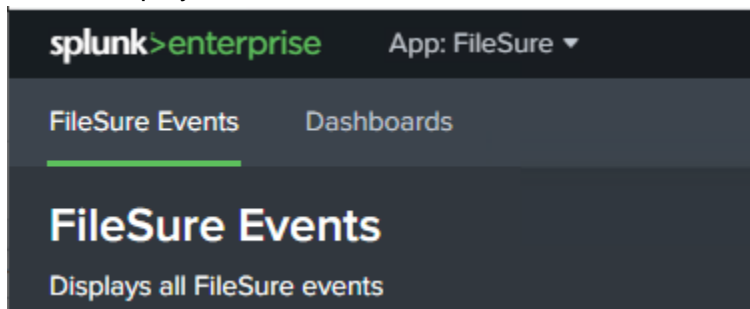 splunk>enterprise App: FileSure ▾
FileSure Events Dashboards
FileSure Events
Displays all FileSure events